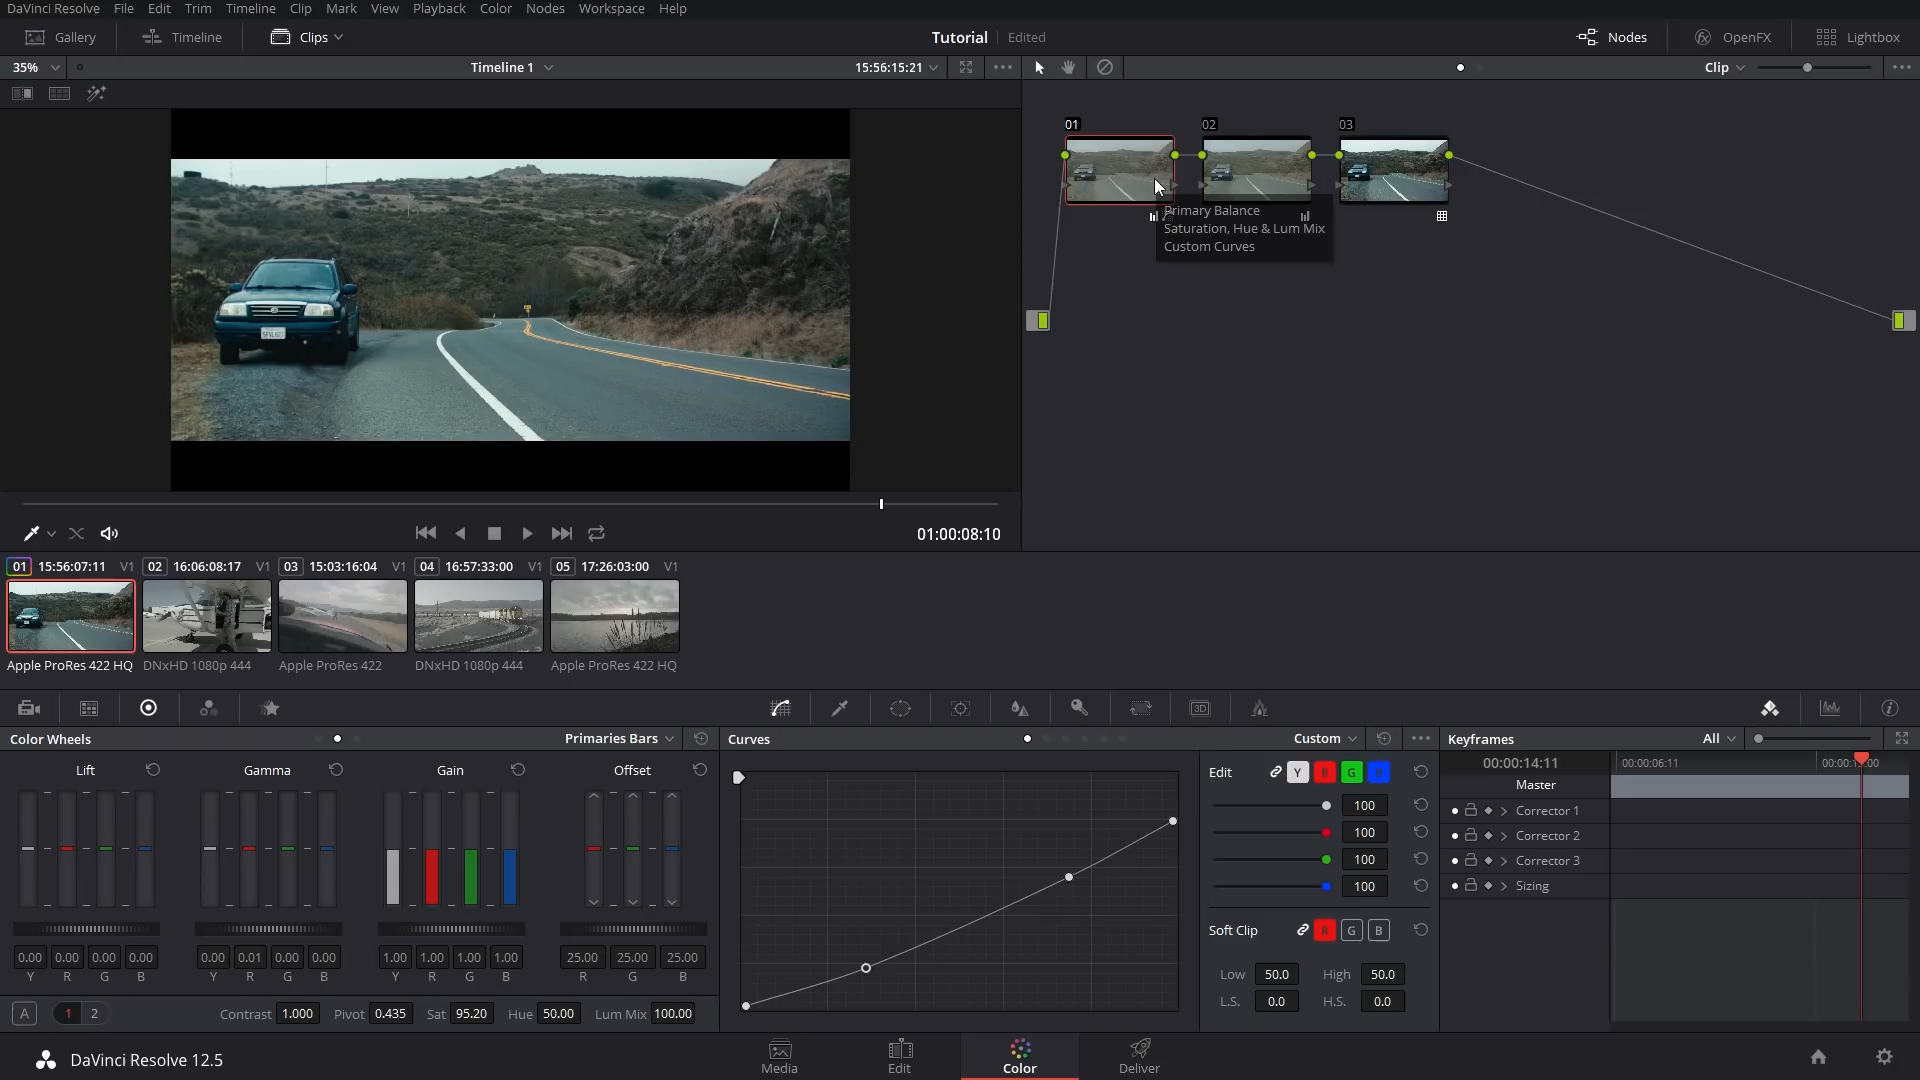 DaVinci Resolve File Edit Trim Timeline Clip Mark View Playback Color Nodes Workspace Help
Gallery Timeline Clips Tutorial Edited Nodes OpenFX Lightbox
35% Timeline 1 15:56:15:21 Clip
01 02 03
Primary Balance
Saturation, Hue & Lum Mix
Custom Curves
01:00:08:10
01 15:56:07:11 V1 02 16:06:08:17 V1 03 15:03:16:04 V1 04 16:57:33:00 V1 05 17:26:03:00 V1
Apple ProRes 422 HQ DNxHD 1080p 444 Apple ProRes 422 DNxHD 1080p 444 Apple ProRes 422 HQ
3D
Color Wheels Primaries Bars Curves Custom Keyframes All
Lift Gamma Gain Offset
Edit Y R G B
100
100
100
100
Soft Clip R G B
Low 50.0 High 50.0
L.S. 0.0 H.S. 0.0
00:00:14:11 00:00:06:11
Master
Corrector 1
Corrector 2
Corrector 3
Sizing
0.00 0.00 0.00 0.00 0.00 0.01 0.00 0.00 1.00 1.00 1.00 1.00 25.00 25.00 25.00
Y R G B Y R G B Y R G B R G B
A 1 2 Contrast 1.000 Pivot 0.435 Sat 95.20 Hue 50.00 Lum Mix 100.00
DaVinci Resolve 12.5 Media Edit Color Deliver